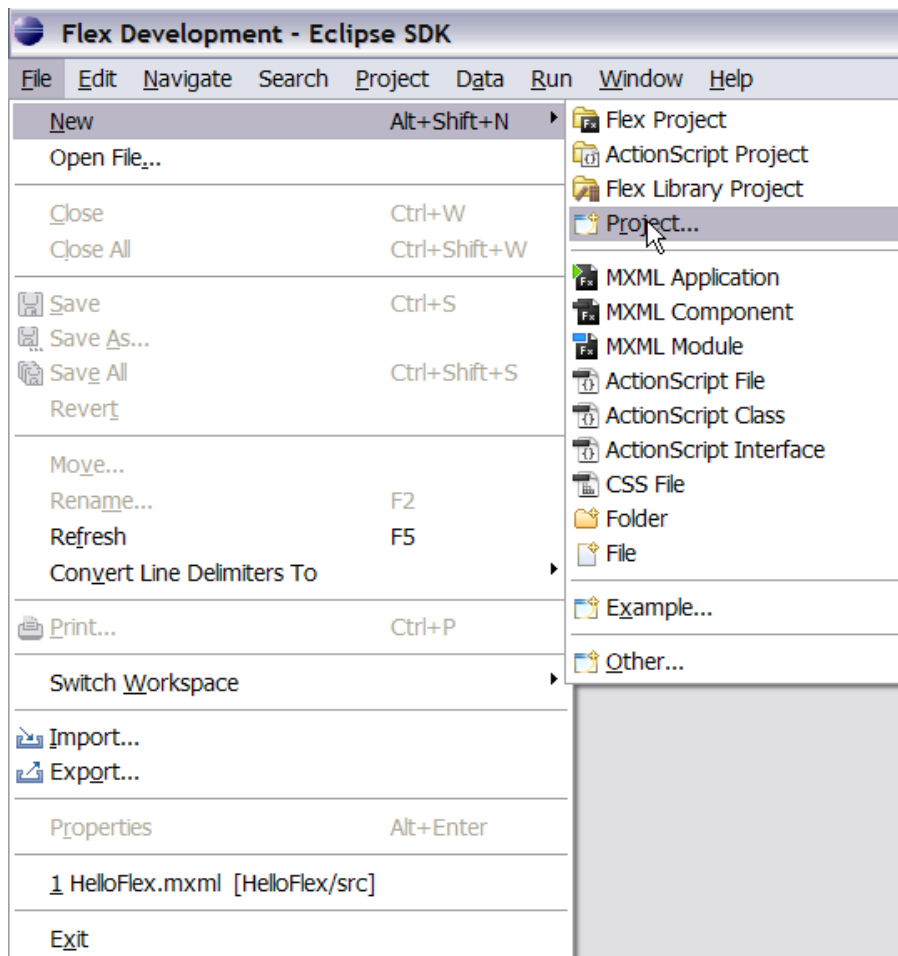 Flex Development - Eclipse SDK
File Edit Navigate Search Project Data Run Window Help
New Alt+Shift+N
Open File...
Close Ctrl+W
Close All Ctrl+Shift+W
Save Ctrl+S
Save As...
Save All Ctrl+Shift+S
Revert
Move...
Rename... F2
Refresh F5
Convert Line Delimiters To
Print... Ctrl+P
Switch Workspace
Import...
Export...
Properties Alt+Enter
1 HelloFlex.mxml [HelloFlex/src]
Exit
Flex Project
ActionScript Project
Flex Library Project
Project...
MXML Application
MXML Component
MXML Module
ActionScript File
ActionScript Class
ActionScript Interface
CSS File
Folder
File
Example...
Other...